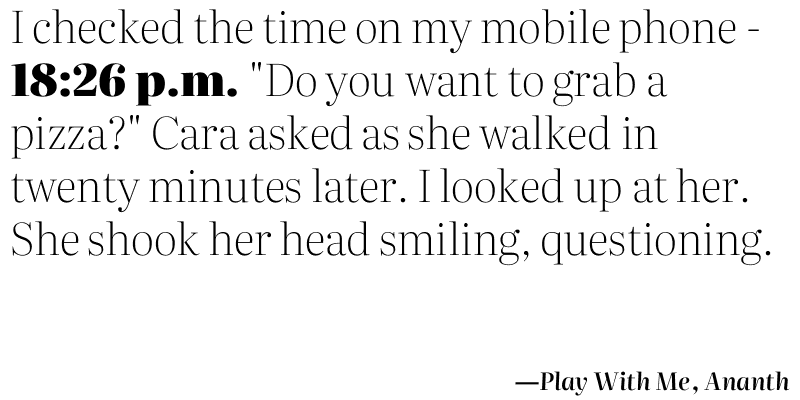 I checked the time on my mobile phone -
18:26 p.m. "Do you want to grab a
pizza?" Cara asked as she walked in
twenty minutes later. I looked up at her.
She shook her head smiling, questioning.
—Play With Me, Ananth